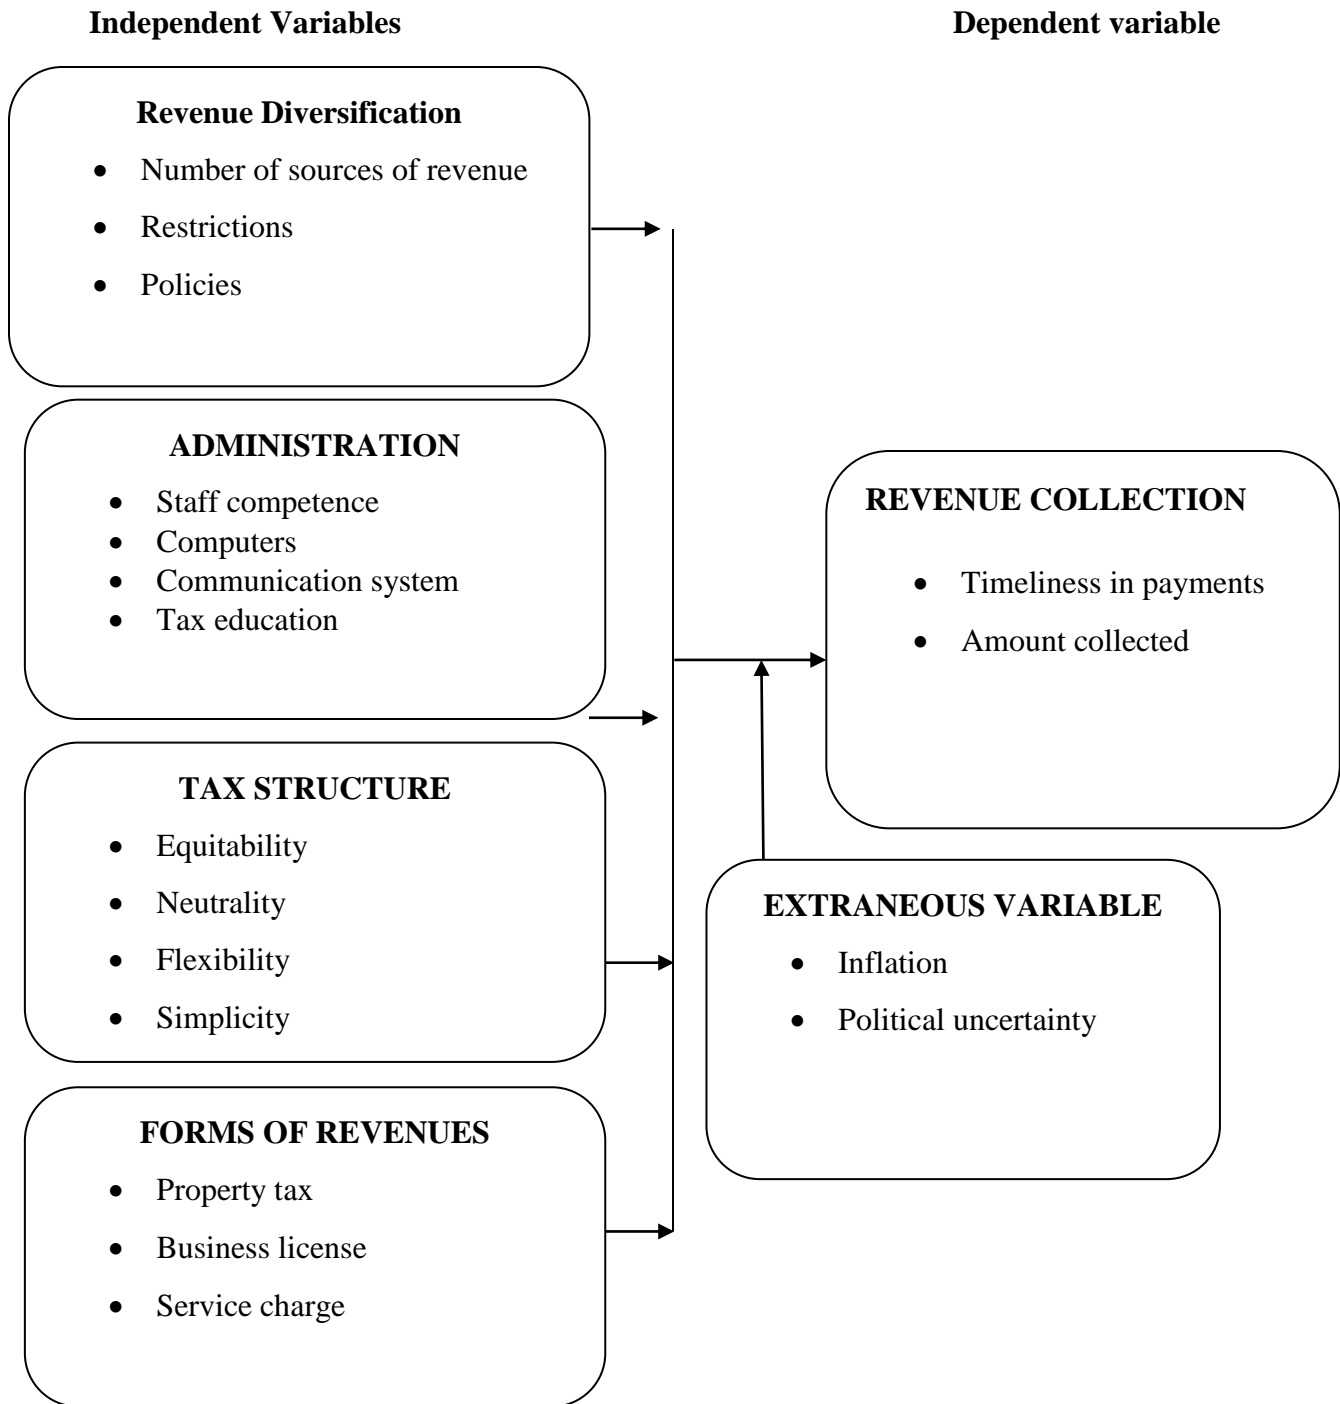 Independent Variables
Dependent variable
Revenue Diversification
• Number of sources of revenue
• Restrictions
• Policies
ADMINISTRATION
• Staff competence
• Computers
• Communication system
• Tax education
REVENUE COLLECTION
• Timeliness in payments
• Amount collected
TAX STRUCTURE
• Equitability
• Neutrality
• Flexibility
• Simplicity
EXTRANEOUS VARIABLE
• Inflation
• Political uncertainty
FORMS OF REVENUES
• Property tax
• Business license
• Service charge